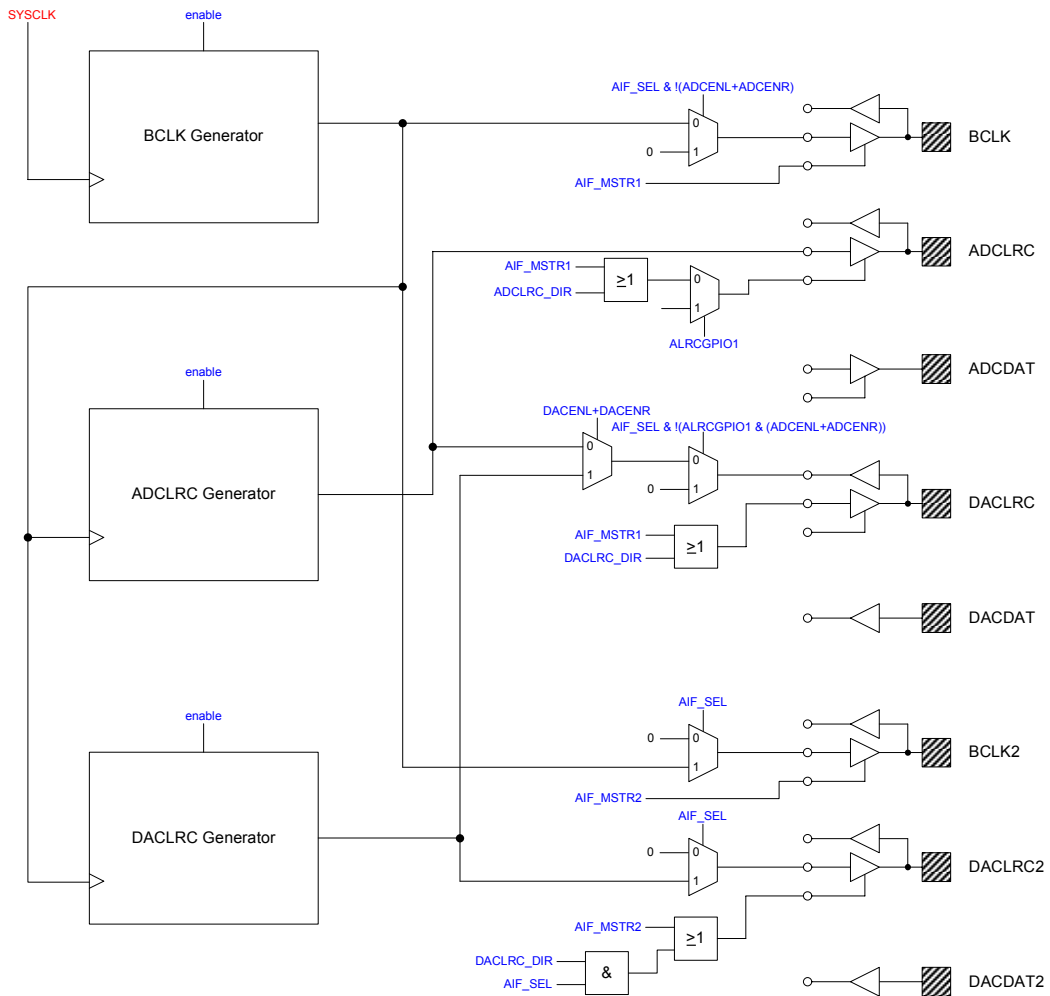 SYSCLK
enable
BCLK Generator
AIF_SEL & !(ADCENL+ADCENR)
0
0
1
AIF_MSTR1
BCLK
ADCLRC
AIF_MSTR1
ADCLRC_DIR
≥1
0
1
ALRCGPIO1
enable
ADCLRC Generator
ADCDAT
DACENL+DACENR
AIF_SEL & !(ALRCGPIO1 & (ADCENL+ADCENR))
0
1
0
0
1
AIF_MSTR1
DACLRC_DIR
≥1
DACLRC
DACDAT
enable
DACLRC Generator
AIF_SEL
0
0
1
AIF_MSTR2
BCLK2
AIF_SEL
0
0
1
DACLRC2
AIF_MSTR2
≥1
DACLRC_DIR
AIF_SEL
&
DACDAT2